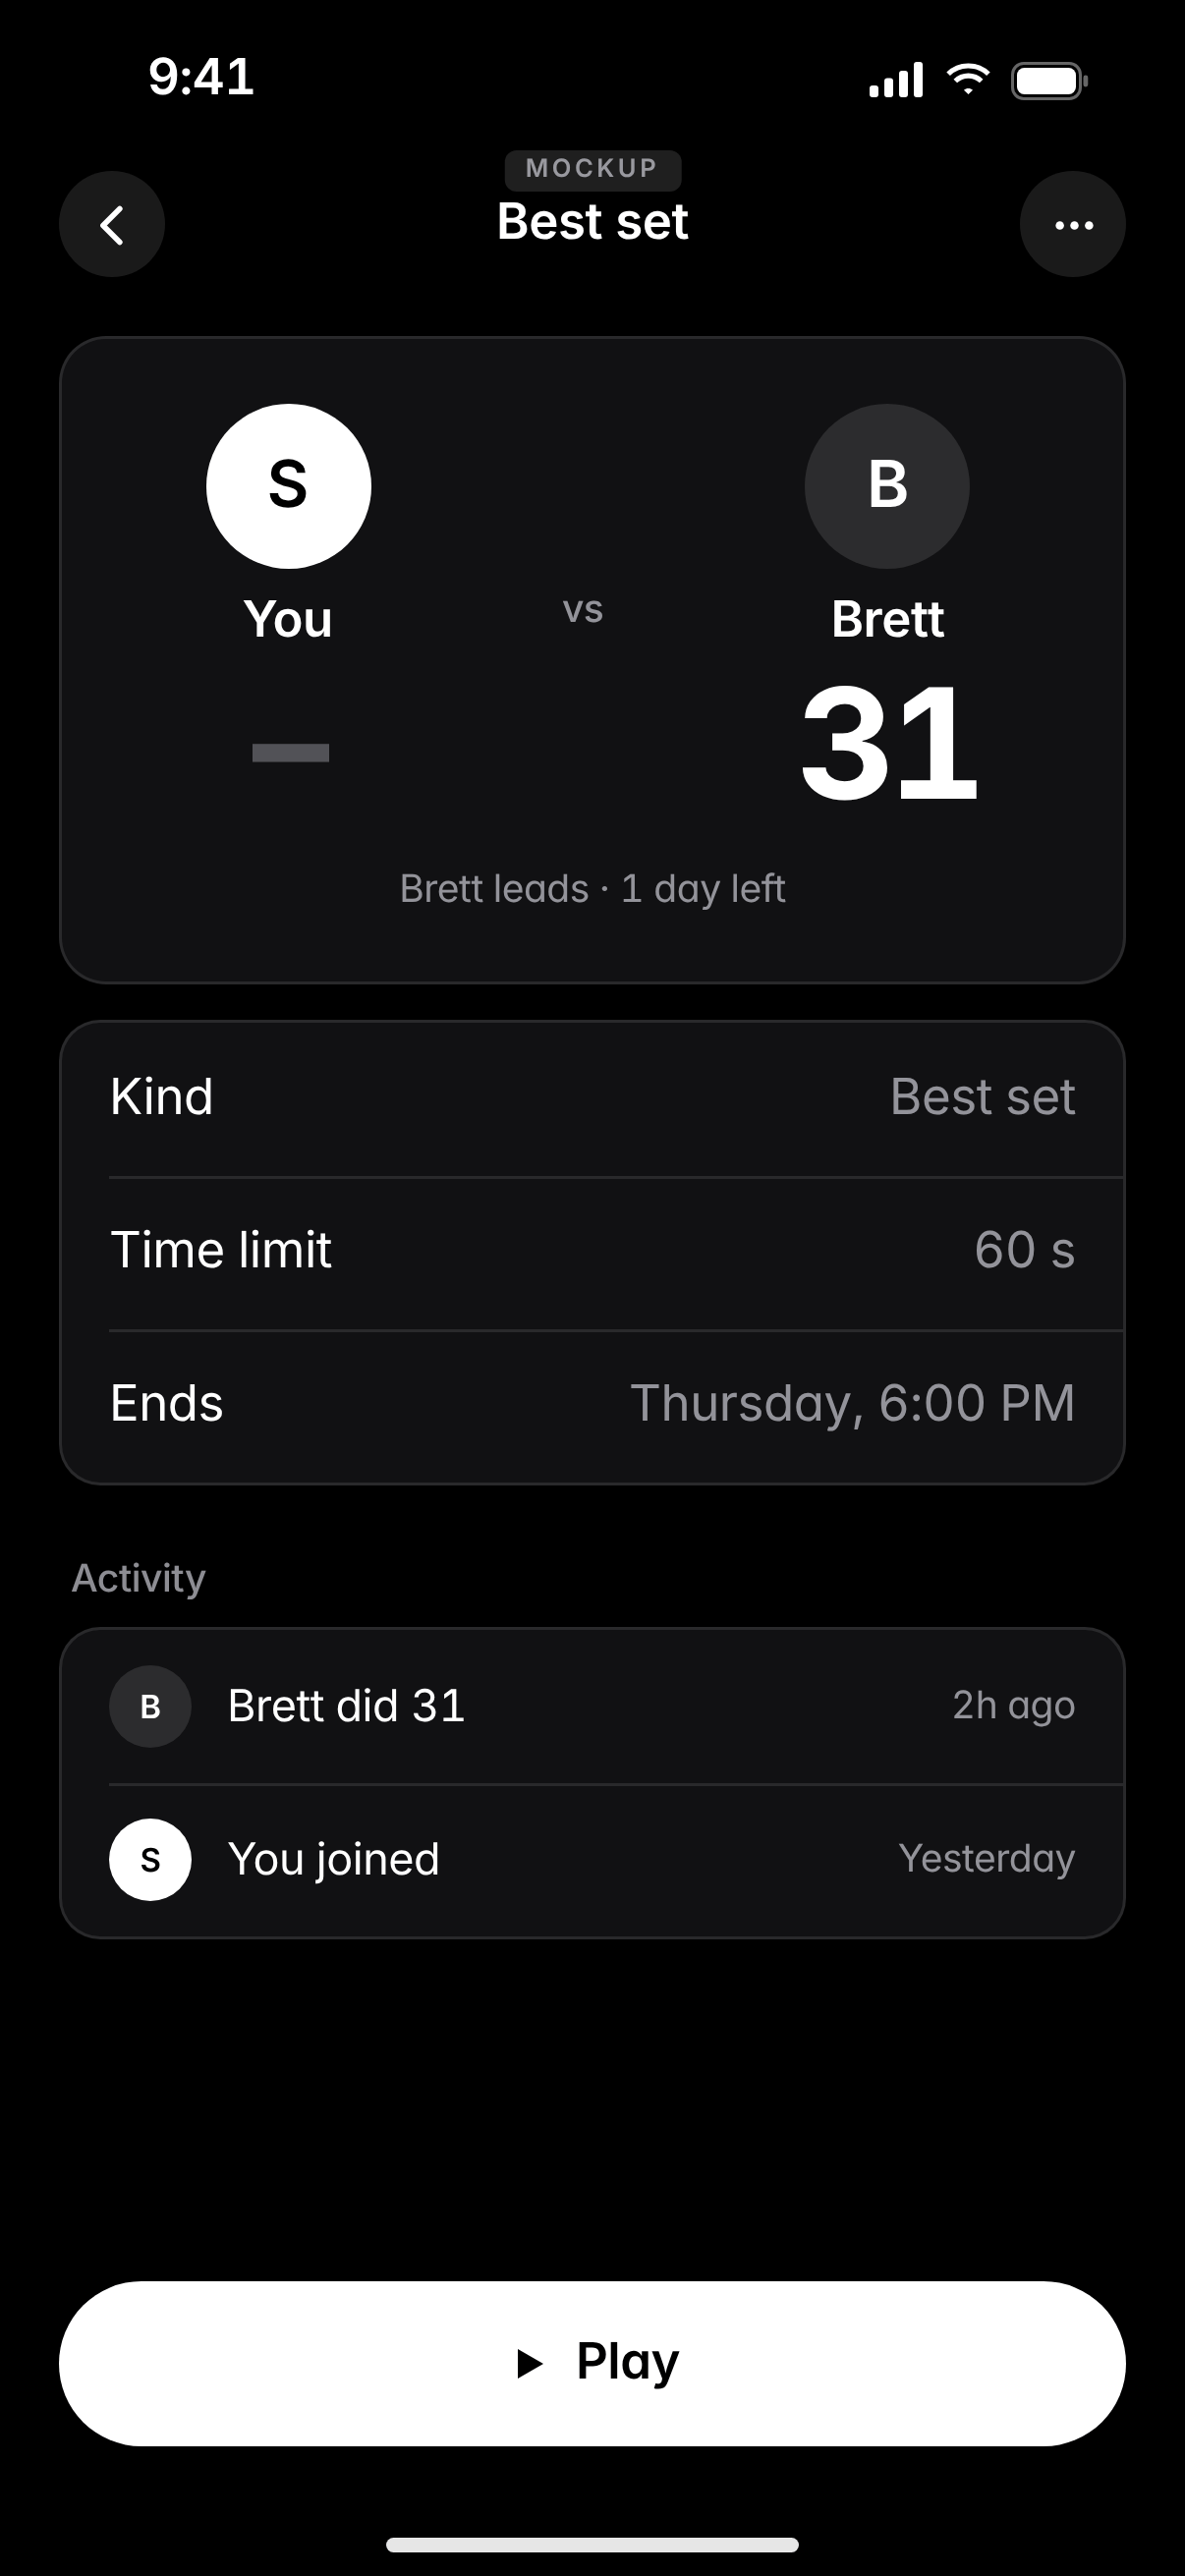 9:41
MOCKUP
Best set
S
B
You
vs
Brett
–
31
Brett leads · 1 day left
Kind
Best set
Time limit
60 s
Ends
Thursday, 6:00 PM
Activity
B
Brett did 31
2h ago
S
You joined
Yesterday
Play